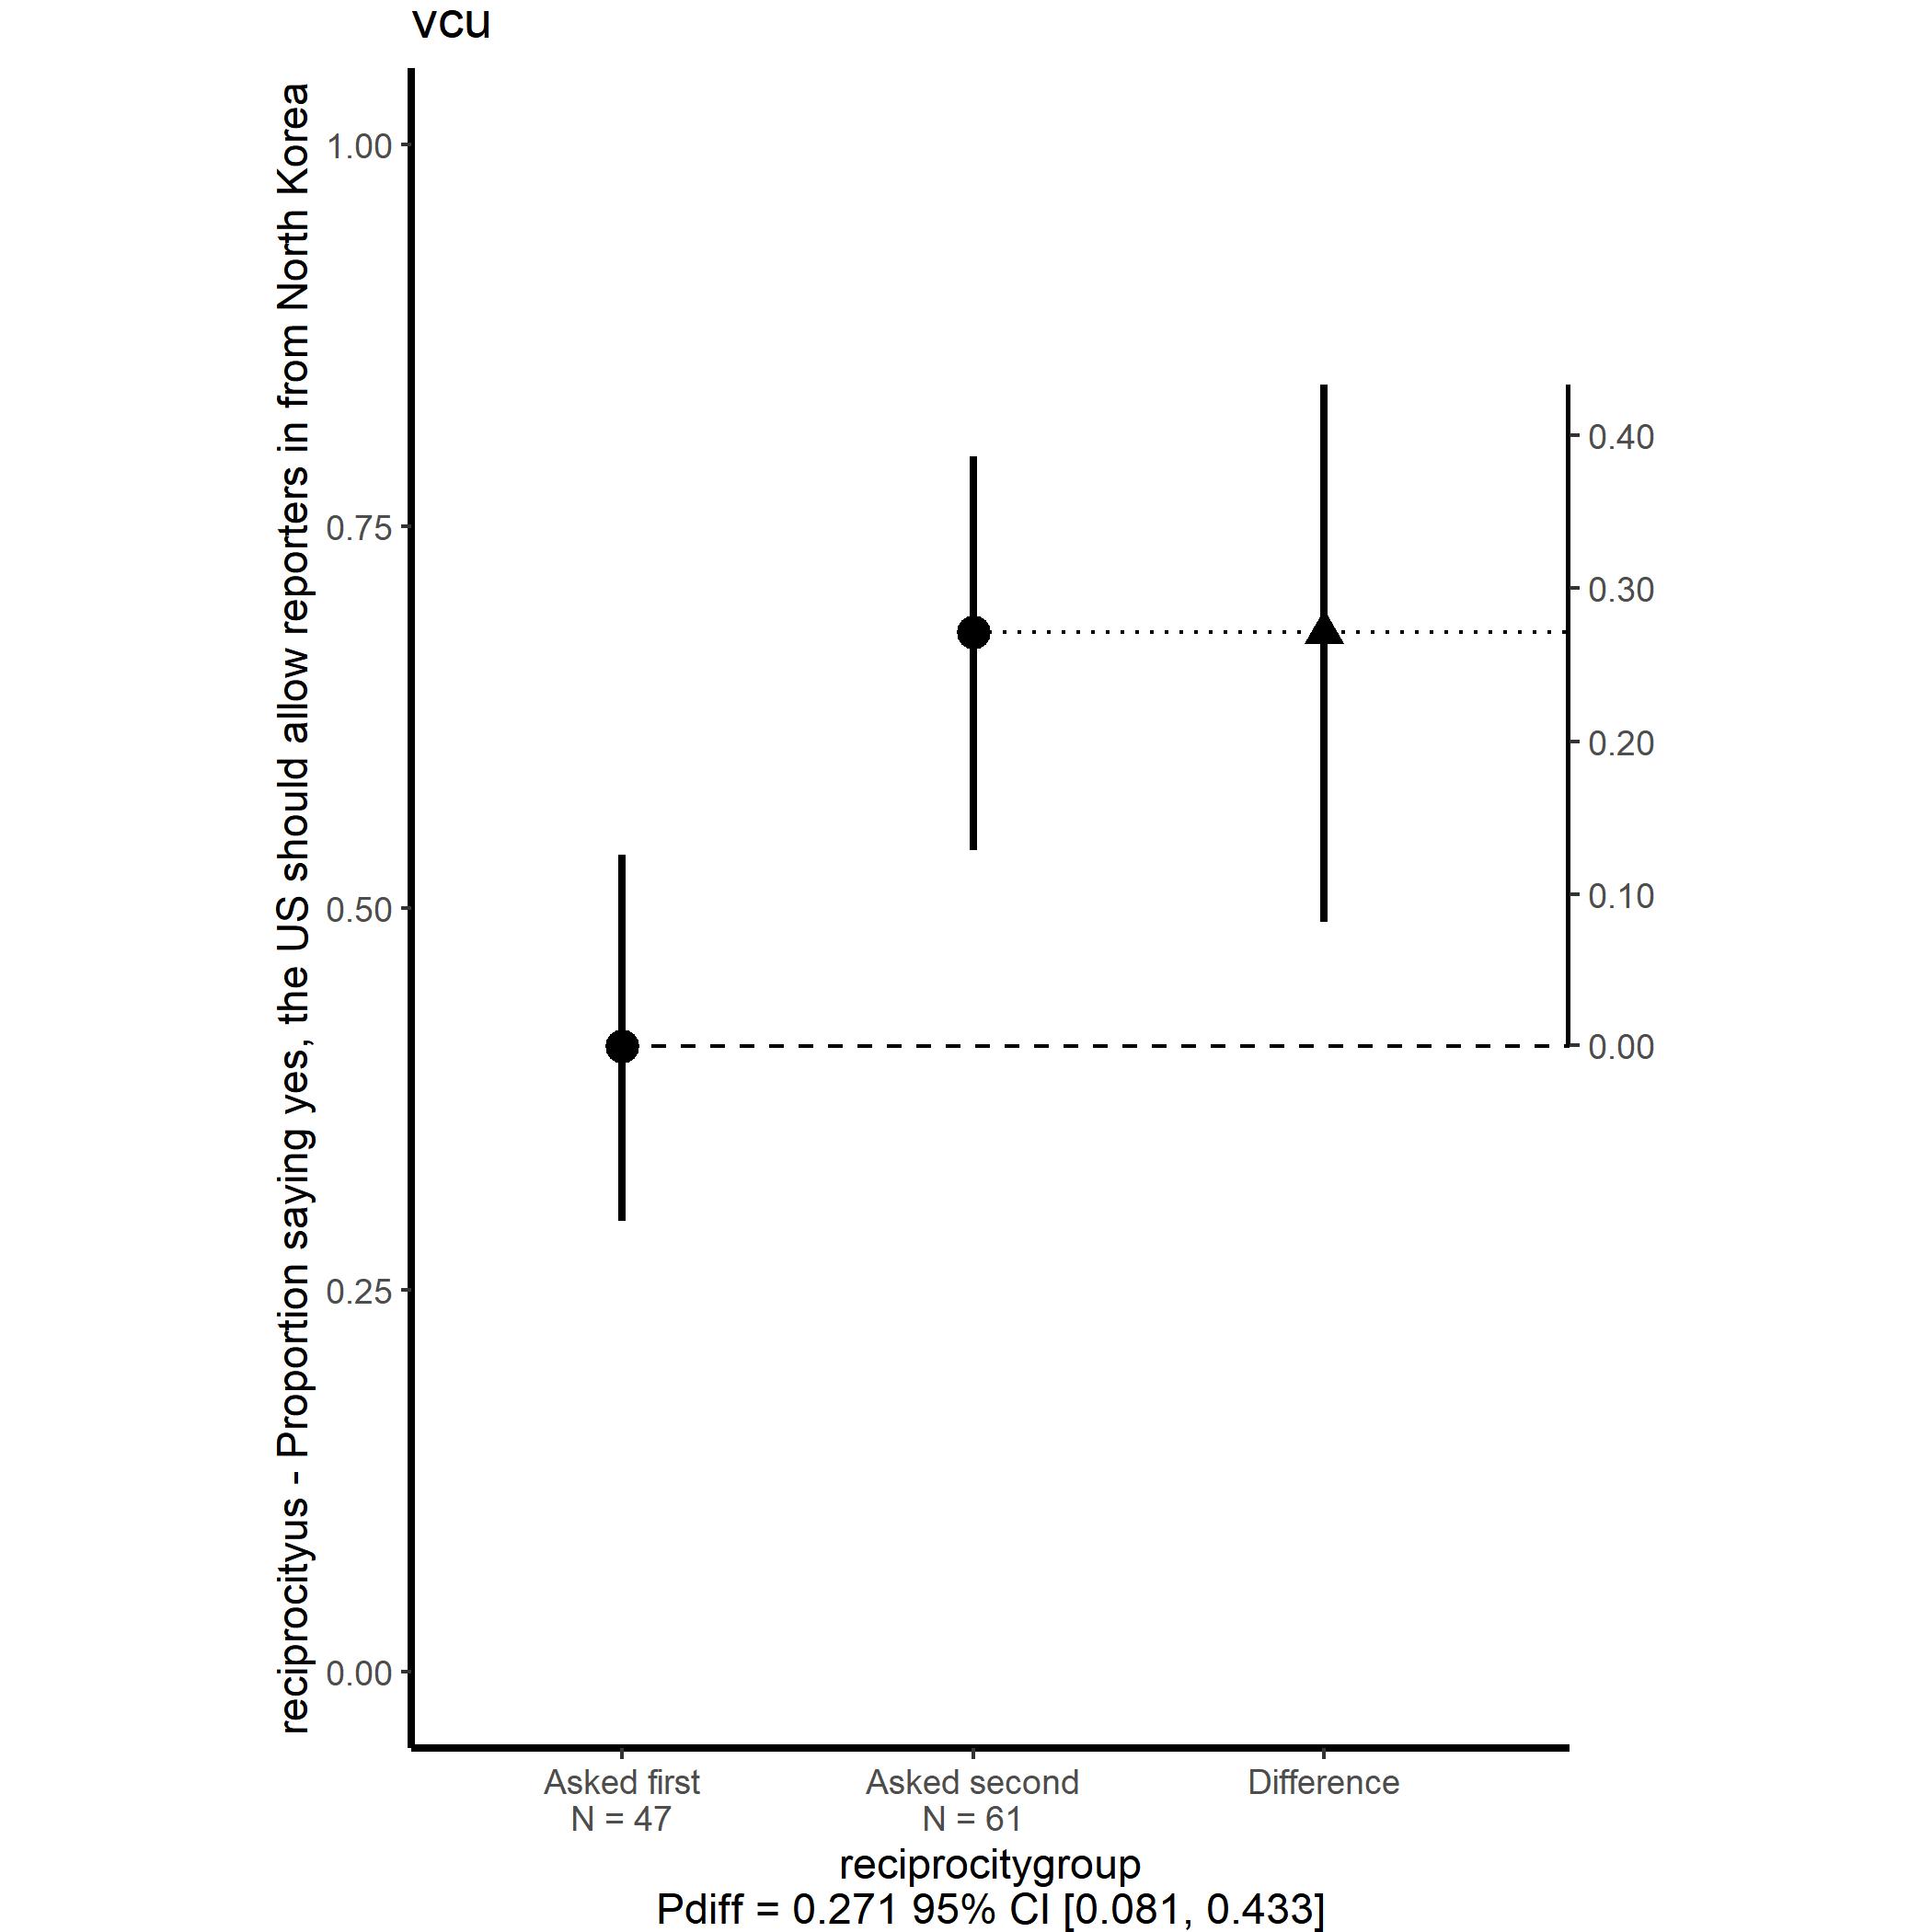 vcu
reciprocityus - Proportion saying yes, the US should allow reporters in from North Korea
1.00
0.75
0.50
0.25
0.00
0.40
0.30
0.20
0.10
0.00
Asked first
N = 47
Asked second
N = 61
Difference
reciprocitygroup
Pdiff = 0.271 95% CI [0.081, 0.433]